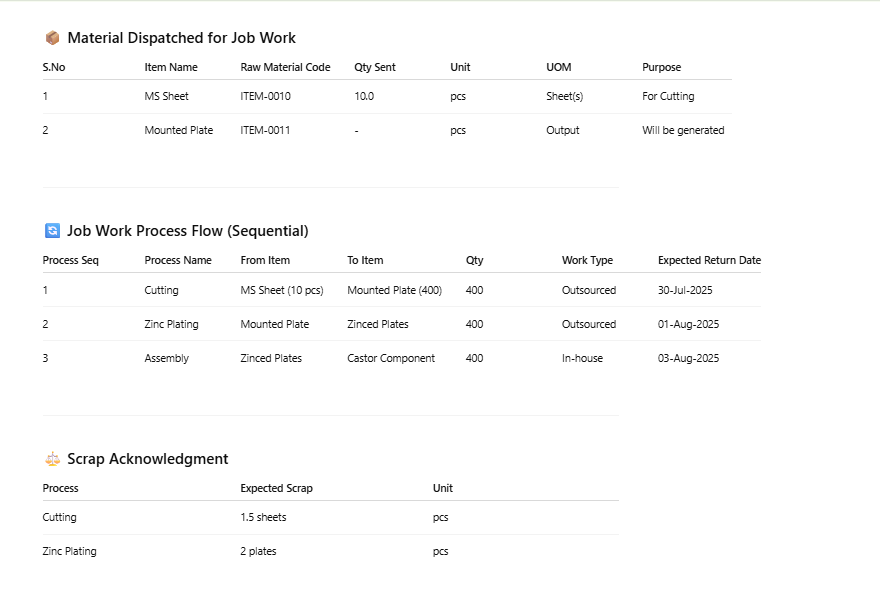 Material Dispatched for Job Work
S.No Item Name Raw Material Code Qty Sent Unit UOM Purpose
1 MS Sheet ITEM-0010 10.0 pcs Sheet(s) For Cutting
2 Mounted Plate ITEM-0011 - pcs Output Will be generated
Job Work Process Flow (Sequential)
Process Seq Process Name From Item To Item Qty Work Type Expected Return Date
1 Cutting MS Sheet (10 pcs) Mounted Plate (400) 400 Outsourced 30-Jul-2025
2 Zinc Plating Mounted Plate Zinced Plates 400 Outsourced 01-Aug-2025
3 Assembly Zinced Plates Castor Component 400 In-house 03-Aug-2025
Scrap Acknowledgment
Process Expected Scrap Unit
Cutting 1.5 sheets pcs
Zinc Plating 2 plates pcs